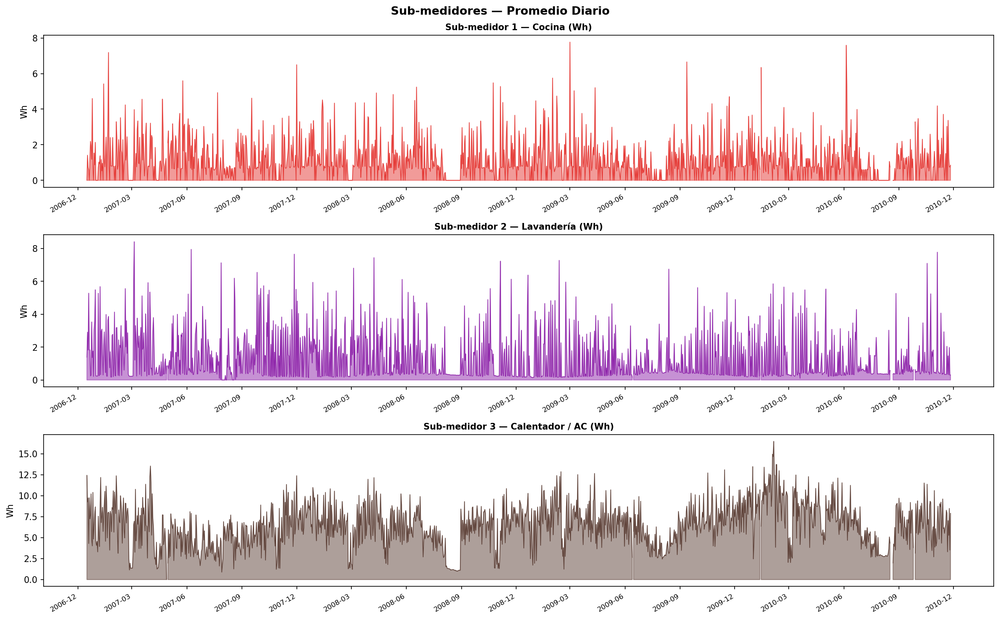 Sub-medidores — Promedio Diario
Sub-medidor 1 — Cocina (Wh)
8
6
4
2
0
Wh
2006-12 2007-03 2007-06 2007-09 2007-12 2008-03 2008-06 2008-09 2008-12 2009-03 2009-06 2009-09 2009-12 2010-03 2010-06 2010-09 2010-12
Sub-medidor 2 — Lavandería (Wh)
8
6
4
2
0
Wh
2006-12 2007-03 2007-06 2007-09 2007-12 2008-03 2008-06 2008-09 2008-12 2009-03 2009-06 2009-09 2009-12 2010-03 2010-06 2010-09 2010-12
Sub-medidor 3 — Calentador / AC (Wh)
15.0
12.5
10.0
7.5
5.0
2.5
0.0
Wh
2006-12 2007-03 2007-06 2007-09 2007-12 2008-03 2008-06 2008-09 2008-12 2009-03 2009-06 2009-09 2009-12 2010-03 2010-06 2010-09 2010-12